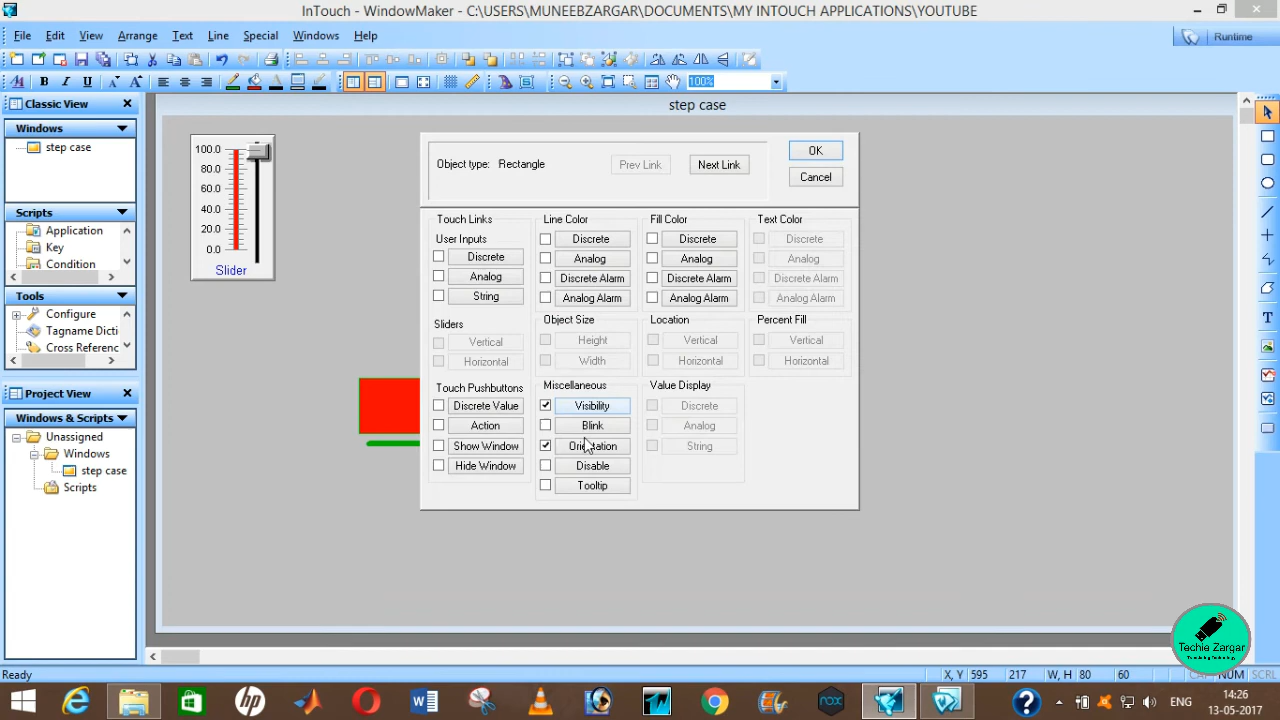 InTouch - WindowMaker - C:\USERS\MUNEEBZARGAR\DOCUMENTS\MY INTOUCH APPLICATIONS\YOUTUBE
File Edit View Arrange Text Line Special Windows Help
Runtime
100%
Classic View
Windows
step case
Scripts
Application
Key
Condition
Tools
Configure
Tagname Dicti
Cross Referenc
Project View
Windows & Scripts
Unassigned
Windows
step case
Scripts
step case
100.0
80.0
60.0
40.0
20.0
0.0
Slider
Object type: Rectangle
Prev Link
Next Link
OK
Cancel
Touch Links
User Inputs
Discrete
Analog
String
Sliders
Vertical
Horizontal
Touch Pushbuttons
Discrete Value
Action
Show Window
Hide Window
Line Color
Discrete
Analog
Discrete Alarm
Analog Alarm
Object Size
Height
Width
Miscellaneous
Visibility
Blink
Orientation
Disable
Tooltip
Fill Color
Discrete
Analog
Discrete Alarm
Analog Alarm
Location
Vertical
Horizontal
Value Display
Discrete
Analog
String
Text Color
Discrete
Analog
Discrete Alarm
Analog Alarm
Percent Fill
Vertical
Horizontal
Techie Zargar
Ready
X, Y 595 217 W, H 80 60 CAP NUM SCRL
ENG
14:26
13-05-2017